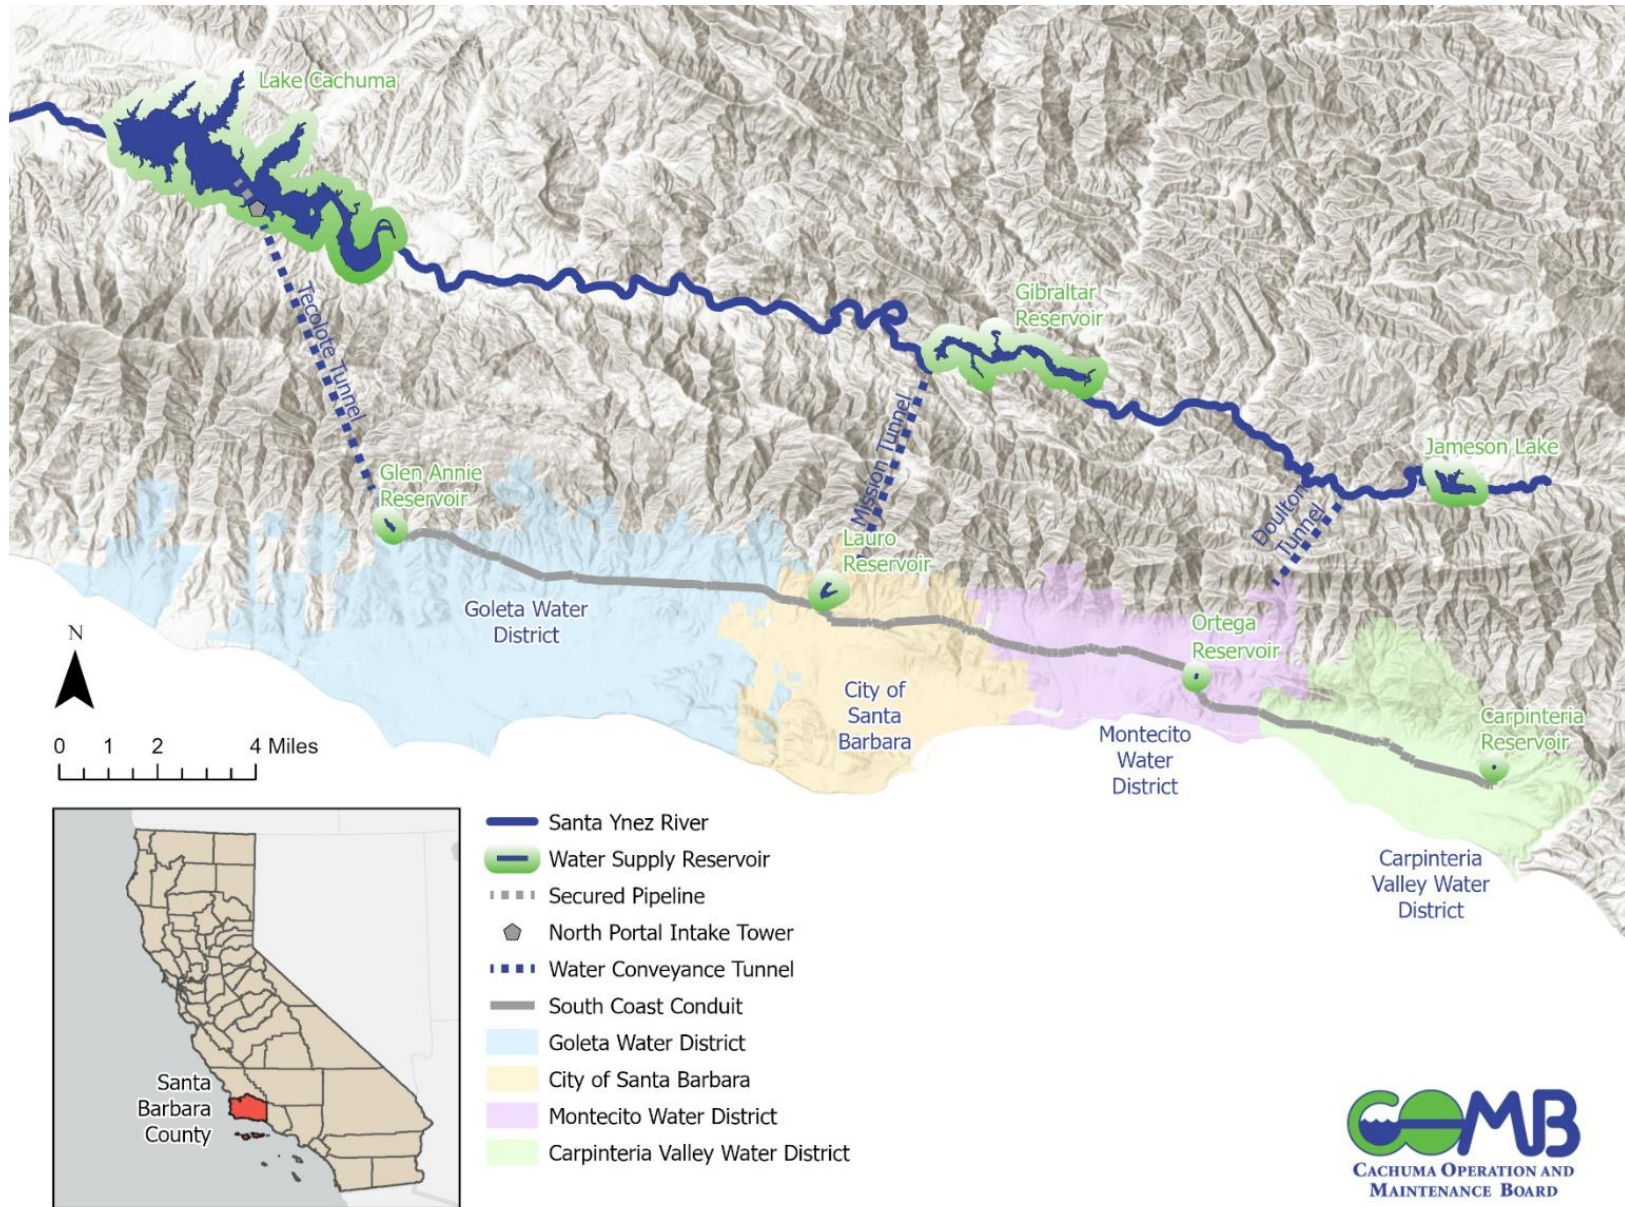 Lake Cachuma
Tecolote Tunnel
Gibraltar
Reservoir
Mission Tunnel
Jameson Lake
Doulton
Tunnel
Glen Annie
Reservoir
Lauro
Reservoir
Goleta Water
District
Ortega
Reservoir
City of
Santa
Barbara
Montecito
Water
District
Carpinteria
Reservoir
Carpinteria
Valley Water
District
N
0 1 2 4 Miles
Santa
Barbara
County
Santa Ynez River
Water Supply Reservoir
Secured Pipeline
North Portal Intake Tower
Water Conveyance Tunnel
South Coast Conduit
Goleta Water District
City of Santa Barbara
Montecito Water District
Carpinteria Valley Water District
COMB
CACHUMA OPERATION AND
MAINTENANCE BOARD